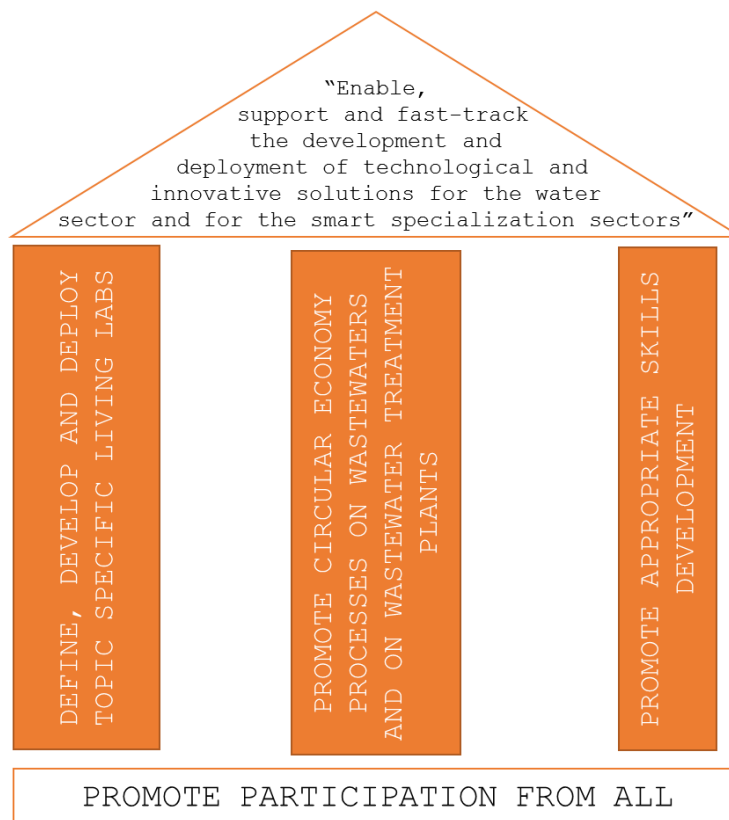 “Enable,
support and fast-track
the development and
deployment of technological and
innovative solutions for the water
sector and for the smart specialization sectors”
DEFINE, DEVELOP AND DEPLOY
TOPIC SPECIFIC LIVING LABS
PROMOTE CIRCULAR ECONOMY
PROCESSES ON WASTEWATERS
AND ON WASTEWATER TREATMENT
PLANTS
PROMOTE APPROPRIATE SKILLS
DEVELOPMENT
PROMOTE PARTICIPATION FROM ALL